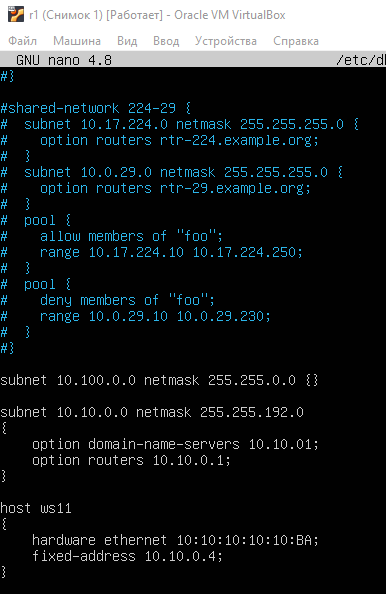 r1 (Снимок 1) [Работает] - Oracle VM VirtualBox
Файл Машина Вид Ввод Устройства Справка
GNU nano 4.8 /etc/d
#}
#shared-network 224-29 {
#  subnet 10.17.224.0 netmask 255.255.255.0 {
#    option routers rtr-224.example.org;
#  }
#  subnet 10.0.29.0 netmask 255.255.255.0 {
#    option routers rtr-29.example.org;
#  }
#  pool {
#    allow members of "foo";
#    range 10.17.224.10 10.17.224.250;
#  }
#  pool {
#    deny members of "foo";
#    range 10.0.29.10 10.0.29.230;
#  }
#}
subnet 10.100.0.0 netmask 255.255.0.0 {}
subnet 10.10.0.0 netmask 255.255.192.0
{
    option domain-name-servers 10.10.01;
    option routers 10.10.0.1;
}
host ws11
{
    hardware ethernet 10:10:10:10:10:BA;
    fixed-address 10.10.0.4;
}